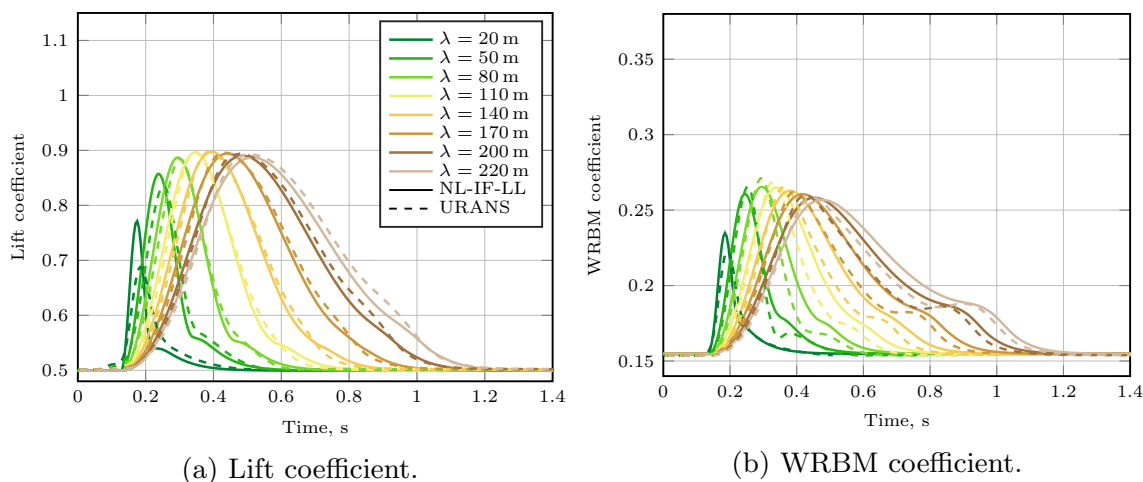 1.1
1
0.9
0.8
0.7
0.6
0.5
Lift coefficient
0 0.2 0.4 0.6 0.8 1 1.2 1.4
Time, s
λ = 20 m
λ = 50 m
λ = 80 m
λ = 110 m
λ = 140 m
λ = 170 m
λ = 200 m
λ = 220 m
NL-IF-LL
URANS
(a) Lift coefficient.
0.35
0.3
0.25
0.2
0.15
WRBM coefficient
0 0.2 0.4 0.6 0.8 1 1.2 1.4
Time, s
(b) WRBM coefficient.